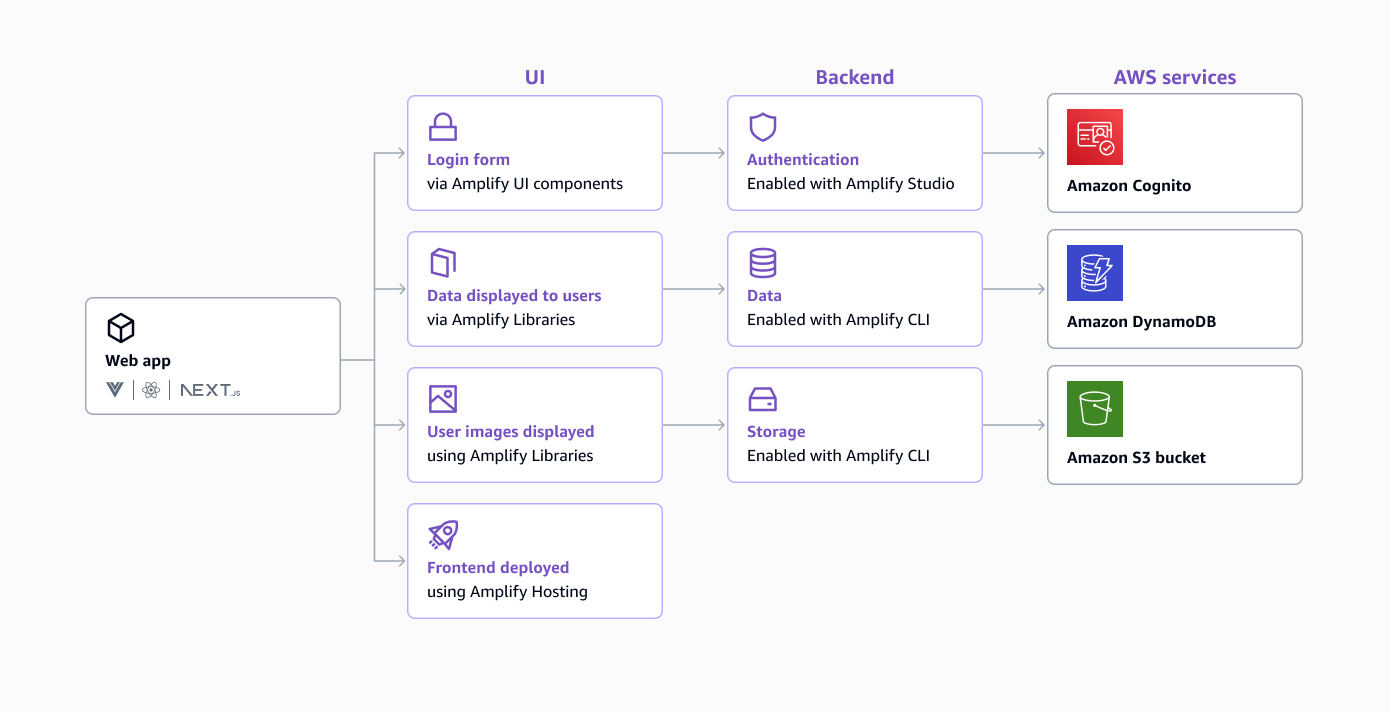 UI
Backend
AWS services
Login form
via Amplify UI components
Authentication
Enabled with Amplify Studio
Amazon Cognito
Data displayed to users
via Amplify Libraries
Data
Enabled with Amplify CLI
Amazon DynamoDB
Web app
NEXT.JS
User images displayed
using Amplify Libraries
Storage
Enabled with Amplify CLI
Amazon S3 bucket
Frontend deployed
using Amplify Hosting